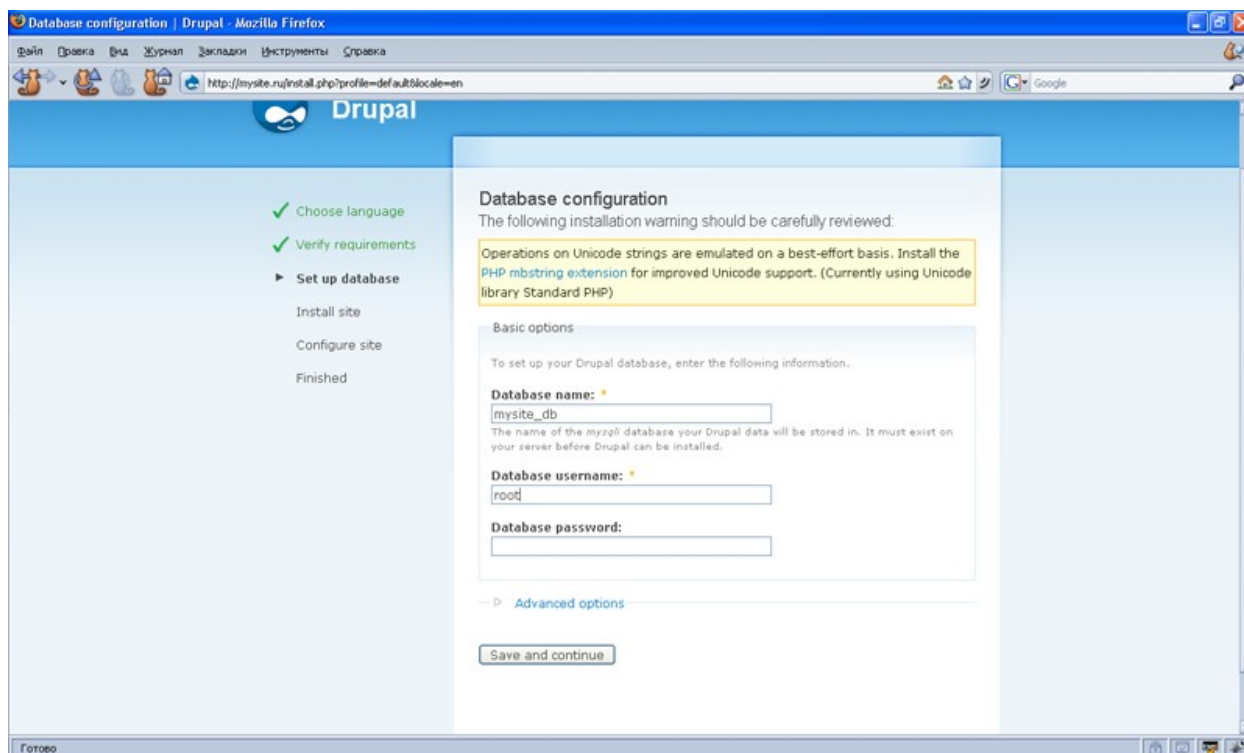 Database configuration | Drupal - Mozilla Firefox
Файл Правка Вид Журнал Закладки Инструменты Справка
http://mysite.ru/install.php?profile=default&locale=en
Google
Drupal
Choose language
Verify requirements
Set up database
Install site
Configure site
Finished
Database configuration
The following installation warning should be carefully reviewed:
Operations on Unicode strings are emulated on a best-effort basis. Install the
PHP mbstring extension for improved Unicode support. (Currently using Unicode
library Standard PHP)
Basic options
To set up your Drupal database, enter the following information.
Database name: *
mysite_db
The name of the mysqli database your Drupal data will be stored in. It must exist on
your server before Drupal can be installed.
Database username: *
root
Database password:
Advanced options
Save and continue
Готово